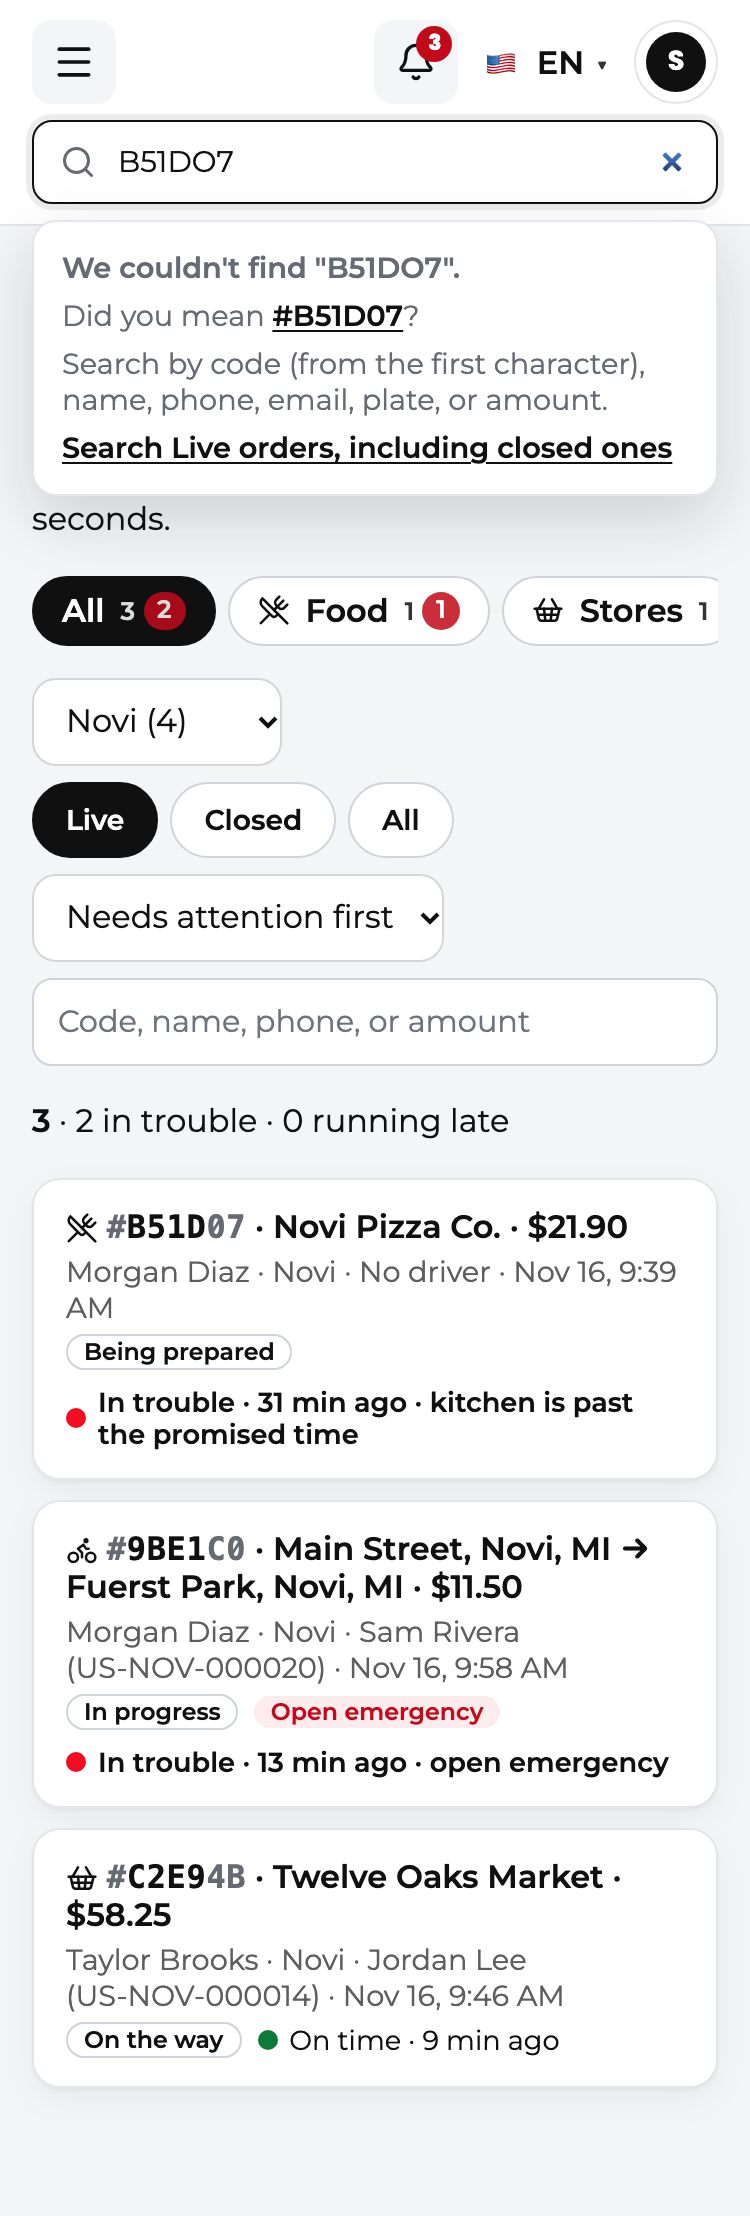 3
🇺🇸 EN ▾
S
B51DO7
We couldn't find "B51DO7".
Did you mean #B51D07?
Search by code (from the first character),
name, phone, email, plate, or amount.
Search Live orders, including closed ones
seconds.
All 3 2
Food 1 1
Stores 1
Novi (4)
Live
Closed
All
Needs attention first
Code, name, phone, or amount
3 · 2 in trouble · 0 running late
#B51D07 · Novi Pizza Co. · $21.90
Morgan Diaz · Novi · No driver · Nov 16, 9:39
AM
Being prepared
In trouble · 31 min ago · kitchen is past
the promised time
#9BE1C0 · Main Street, Novi, MI →
Fuerst Park, Novi, MI · $11.50
Morgan Diaz · Novi · Sam Rivera
(US-NOV-000020) · Nov 16, 9:58 AM
In progress
Open emergency
In trouble · 13 min ago · open emergency
#C2E94B · Twelve Oaks Market ·
$58.25
Taylor Brooks · Novi · Jordan Lee
(US-NOV-000014) · Nov 16, 9:46 AM
On the way
On time · 9 min ago